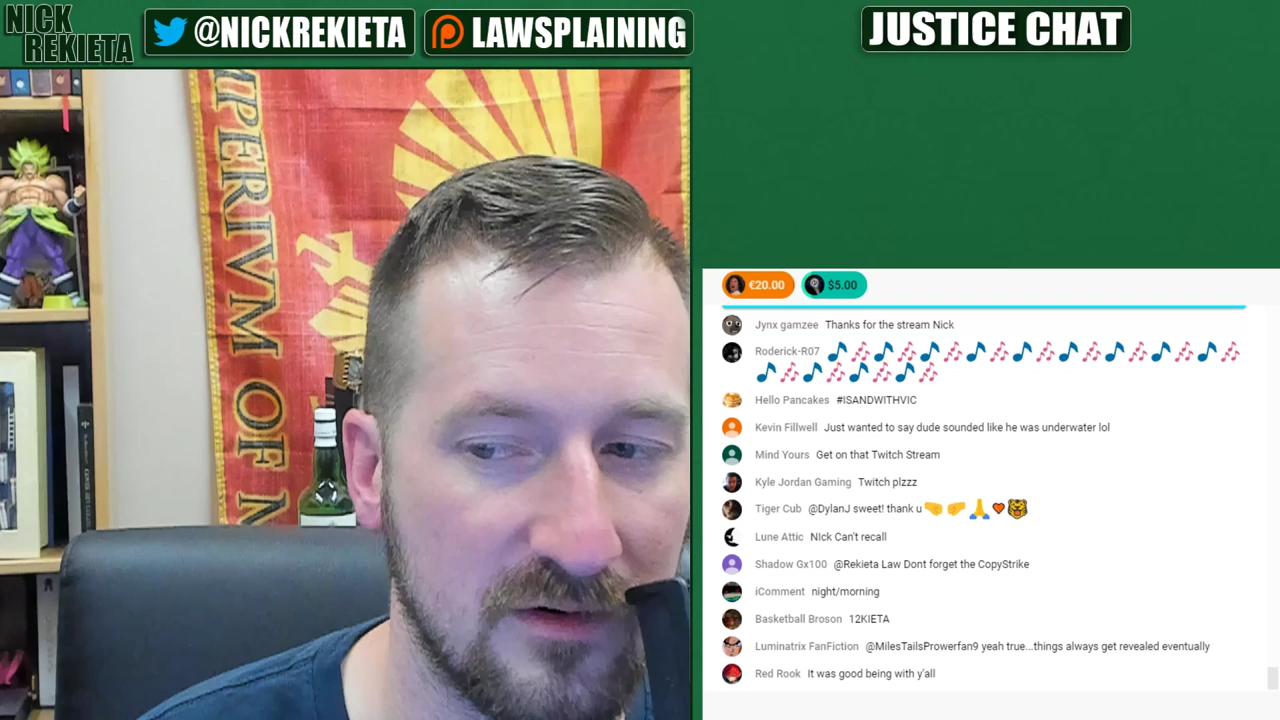 NICK
REKIETA
@NICKREKIETA
LAWSPLAINING
JUSTICE CHAT
IPERIVM OF M
€20.00
$5.00
Jynx gamzee Thanks for the stream Nick
Roderick-R07 🎵🎶🎵🎶🎵🎶🎵🎶🎵🎶🎵🎶🎵🎶🎵🎶🎵🎶
🎵🎶🎵🎶🎵🎶🎵🎶
Hello Pancakes #ISANDWITHVIC
Kevin Fillwell Just wanted to say dude sounded like he was underwater lol
Mind Yours Get on that Twitch Stream
Kyle Jordan Gaming Twitch plzzz
Tiger Cub @DylanJ sweet! thank u🤜🤛🙏♥🐯
Lune Attic NIck Can't recall
Shadow Gx100 @Rekieta Law Dont forget the CopyStrike
iComment night/morning
Basketball Broson 12KIETA
Luminatrix FanFiction @MilesTailsProwerfan9 yeah true...things always get revealed eventually
Red Rook It was good being with y'all